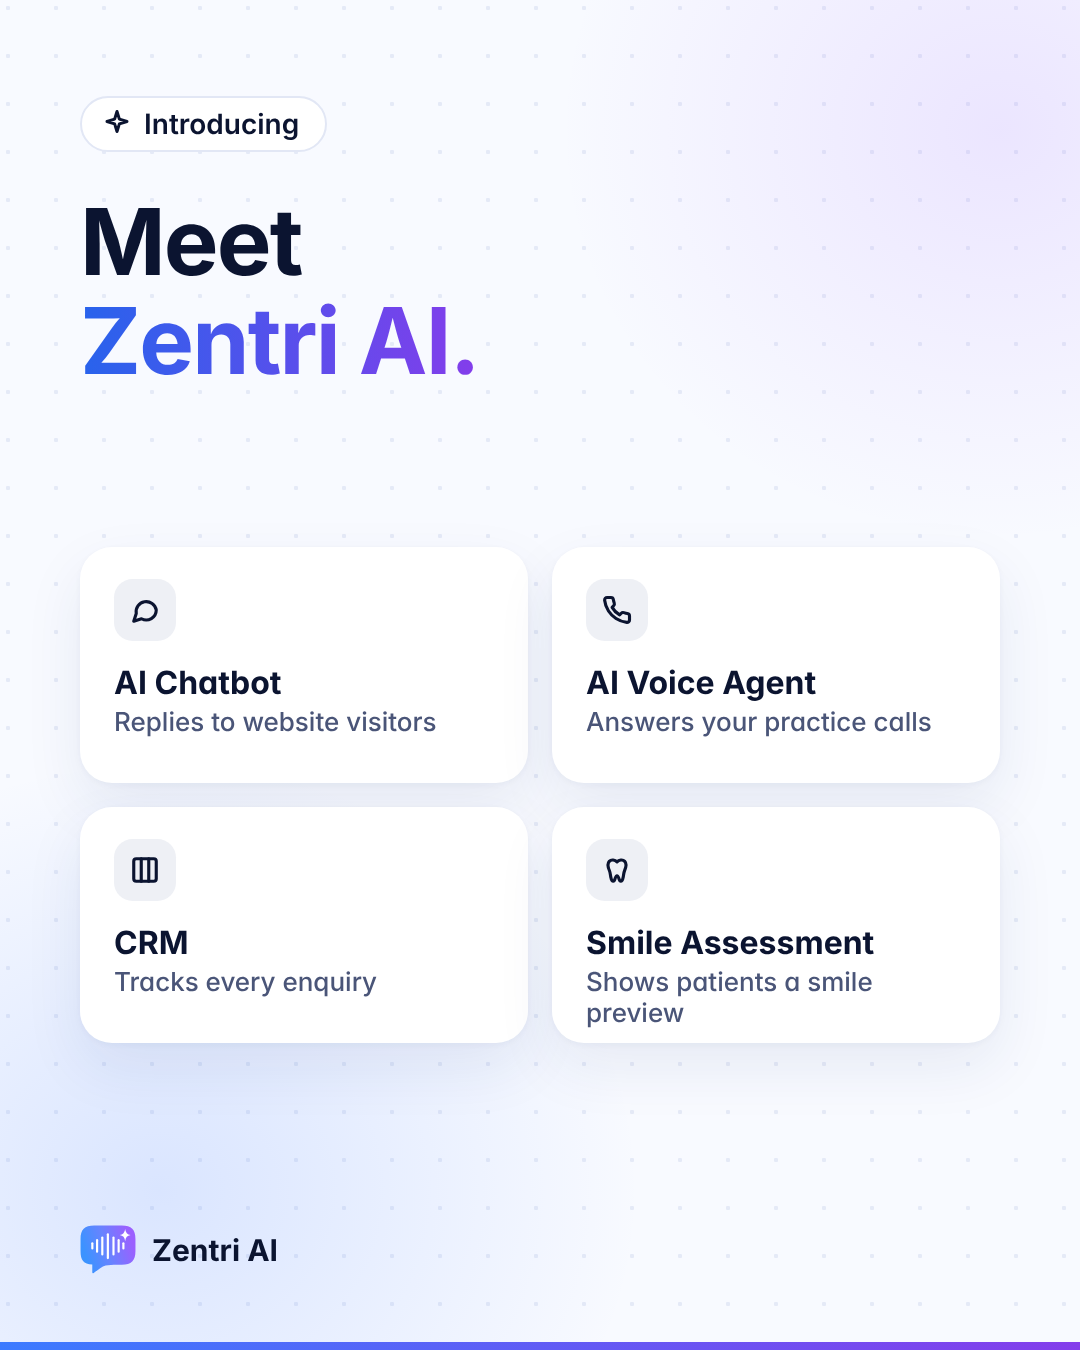 Introducing
Meet
Zentri AI.
AI Chatbot
Replies to website visitors
AI Voice Agent
Answers your practice calls
CRM
Tracks every enquiry
Smile Assessment
Shows patients a smile
preview
Zentri AI